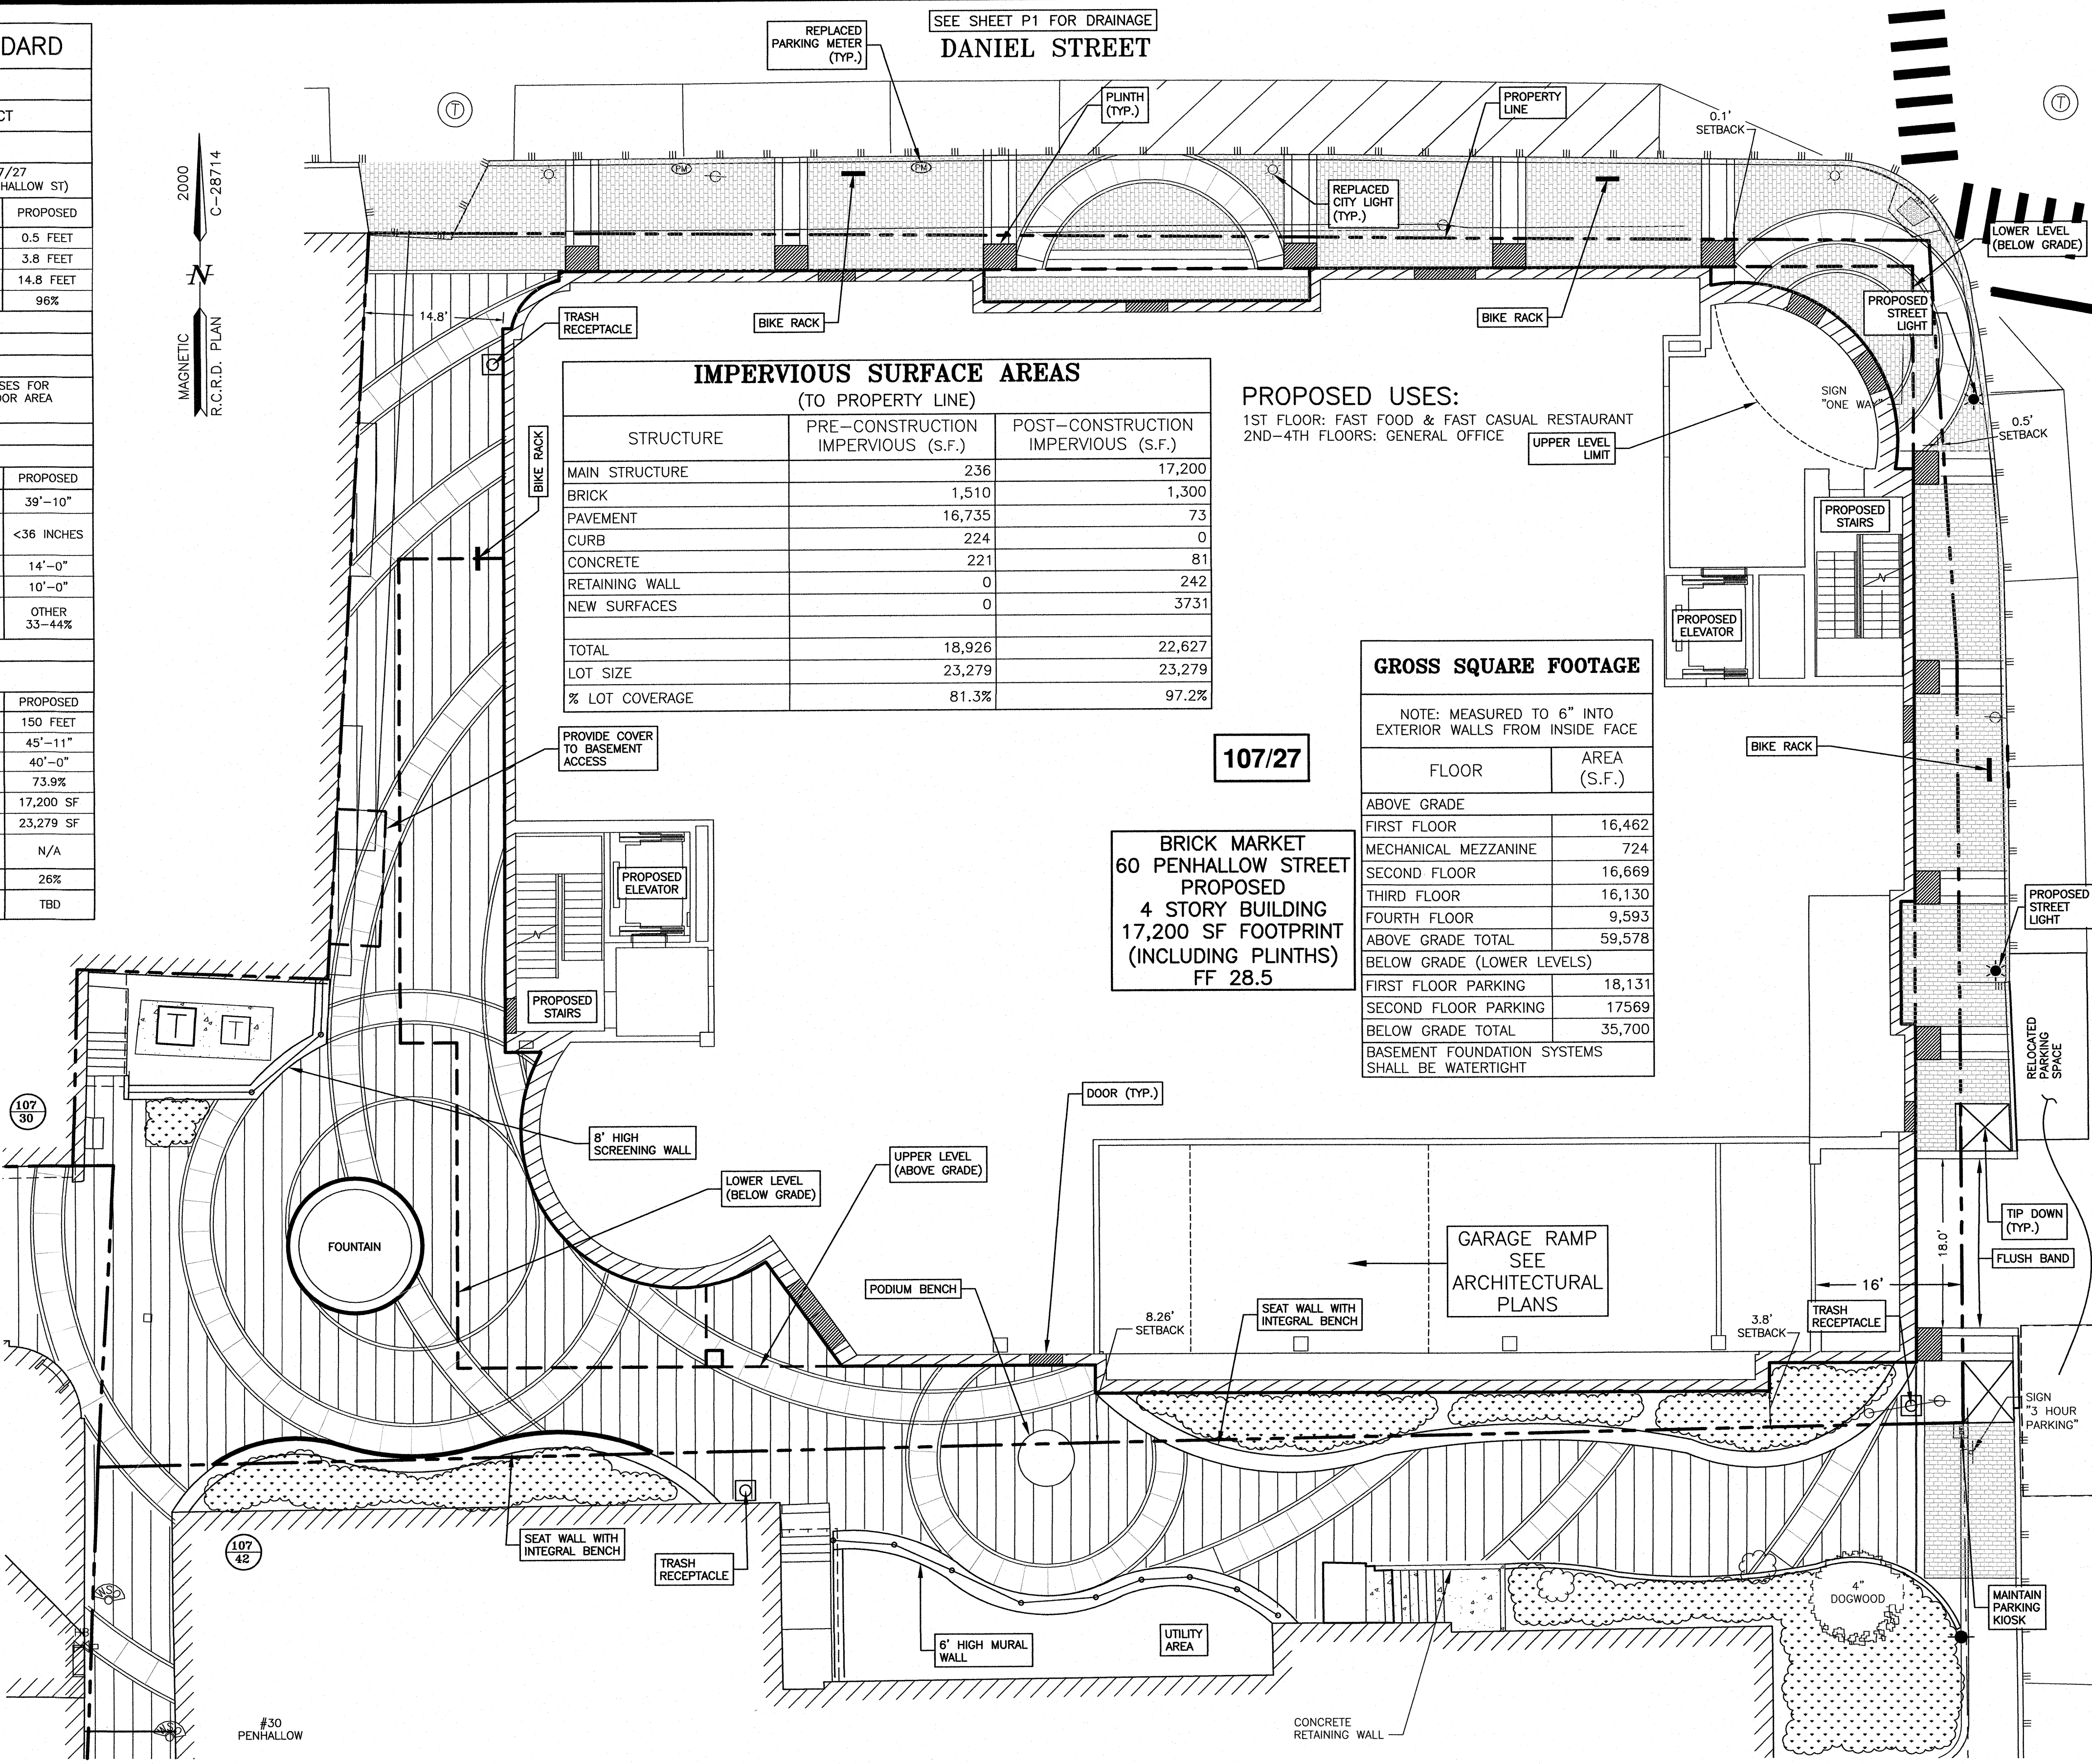 SEE SHEET P1 FOR DRAINAGE
DANIEL STREET
REPLACED
PARKING METER
(TYP.)
PLINTH
(TYP.)
PROPERTY
LINE
0.1'
SETBACK
T
T
PM
PM
REPLACED
CITY LIGHT
(TYP.)
LOWER LEVEL
(BELOW GRADE)
PROPOSED
STREET
LIGHT
DARD
CT
7/27
HALLOW ST)
PROPOSED
0.5 FEET
3.8 FEET
14.8 FEET
96%
SES FOR
OOR AREA
PROPOSED
39'-10"
<36 INCHES
14'-0"
10'-0"
OTHER
33-44%
PROPOSED
150 FEET
45'-11"
40'-0"
73.9%
17,200 SF
23,279 SF
N/A
26%
TBD
2000
C-28714
N
MAGNETIC
R.C.R.D. PLAN
14.8'
TRASH
RECEPTACLE
BIKE RACK
BIKE RACK
BIKE RACK
IMPERVIOUS SURFACE AREAS
(TO PROPERTY LINE)
STRUCTURE
PRE-CONSTRUCTION
IMPERVIOUS (S.F.)
POST-CONSTRUCTION
IMPERVIOUS (S.F.)
MAIN STRUCTURE 236 17,200
BRICK 1,510 1,300
PAVEMENT 16,735 73
CURB 224 0
CONCRETE 221 81
RETAINING WALL 0 242
NEW SURFACES 0 3731
TOTAL 18,926 22,627
LOT SIZE 23,279 23,279
% LOT COVERAGE 81.3% 97.2%
PROPOSED USES:
1ST FLOOR: FAST FOOD & FAST CASUAL RESTAURANT
2ND-4TH FLOORS: GENERAL OFFICE
UPPER LEVEL
LIMIT
SIGN
"ONE WAY"
0.5'
SETBACK
PROPOSED
STAIRS
PROPOSED
ELEVATOR
BIKE RACK
PROVIDE COVER
TO BASEMENT
ACCESS
107/27
BRICK MARKET
60 PENHALLOW STREET
PROPOSED
4 STORY BUILDING
17,200 SF FOOTPRINT
(INCLUDING PLINTHS)
FF 28.5
GROSS SQUARE FOOTAGE
NOTE: MEASURED TO 6" INTO
EXTERIOR WALLS FROM INSIDE FACE
FLOOR
AREA
(S.F.)
ABOVE GRADE
FIRST FLOOR 16,462
MECHANICAL MEZZANINE 724
SECOND FLOOR 16,669
THIRD FLOOR 16,130
FOURTH FLOOR 9,593
ABOVE GRADE TOTAL 59,578
BELOW GRADE (LOWER LEVELS)
FIRST FLOOR PARKING 18,131
SECOND FLOOR PARKING 17569
BELOW GRADE TOTAL 35,700
BASEMENT FOUNDATION SYSTEMS
SHALL BE WATERTIGHT
PROPOSED
ELEVATOR
PROPOSED
STAIRS
PROPOSED
STREET
LIGHT
RELOCATED
PARKING
SPACE
T
T
107
30
8' HIGH
SCREENING WALL
LOWER LEVEL
(BELOW GRADE)
UPPER LEVEL
(ABOVE GRADE)
DOOR (TYP.)
FOUNTAIN
PODIUM BENCH
8.26'
SETBACK
SEAT WALL WITH
INTEGRAL BENCH
GARAGE RAMP
SEE
ARCHITECTURAL
PLANS
3.8'
SETBACK
TRASH
RECEPTACLE
16'
18.0'
TIP DOWN
(TYP.)
FLUSH BAND
SIGN
"3 HOUR
PARKING"
107
42
SEAT WALL WITH
INTEGRAL BENCH
TRASH
RECEPTACLE
6' HIGH MURAL
WALL
UTILITY
AREA
4"
DOGWOOD
MAINTAIN
PARKING
KIOSK
WSO
WSO
#30
PENHALLOW
CONCRETE
RETAINING WALL